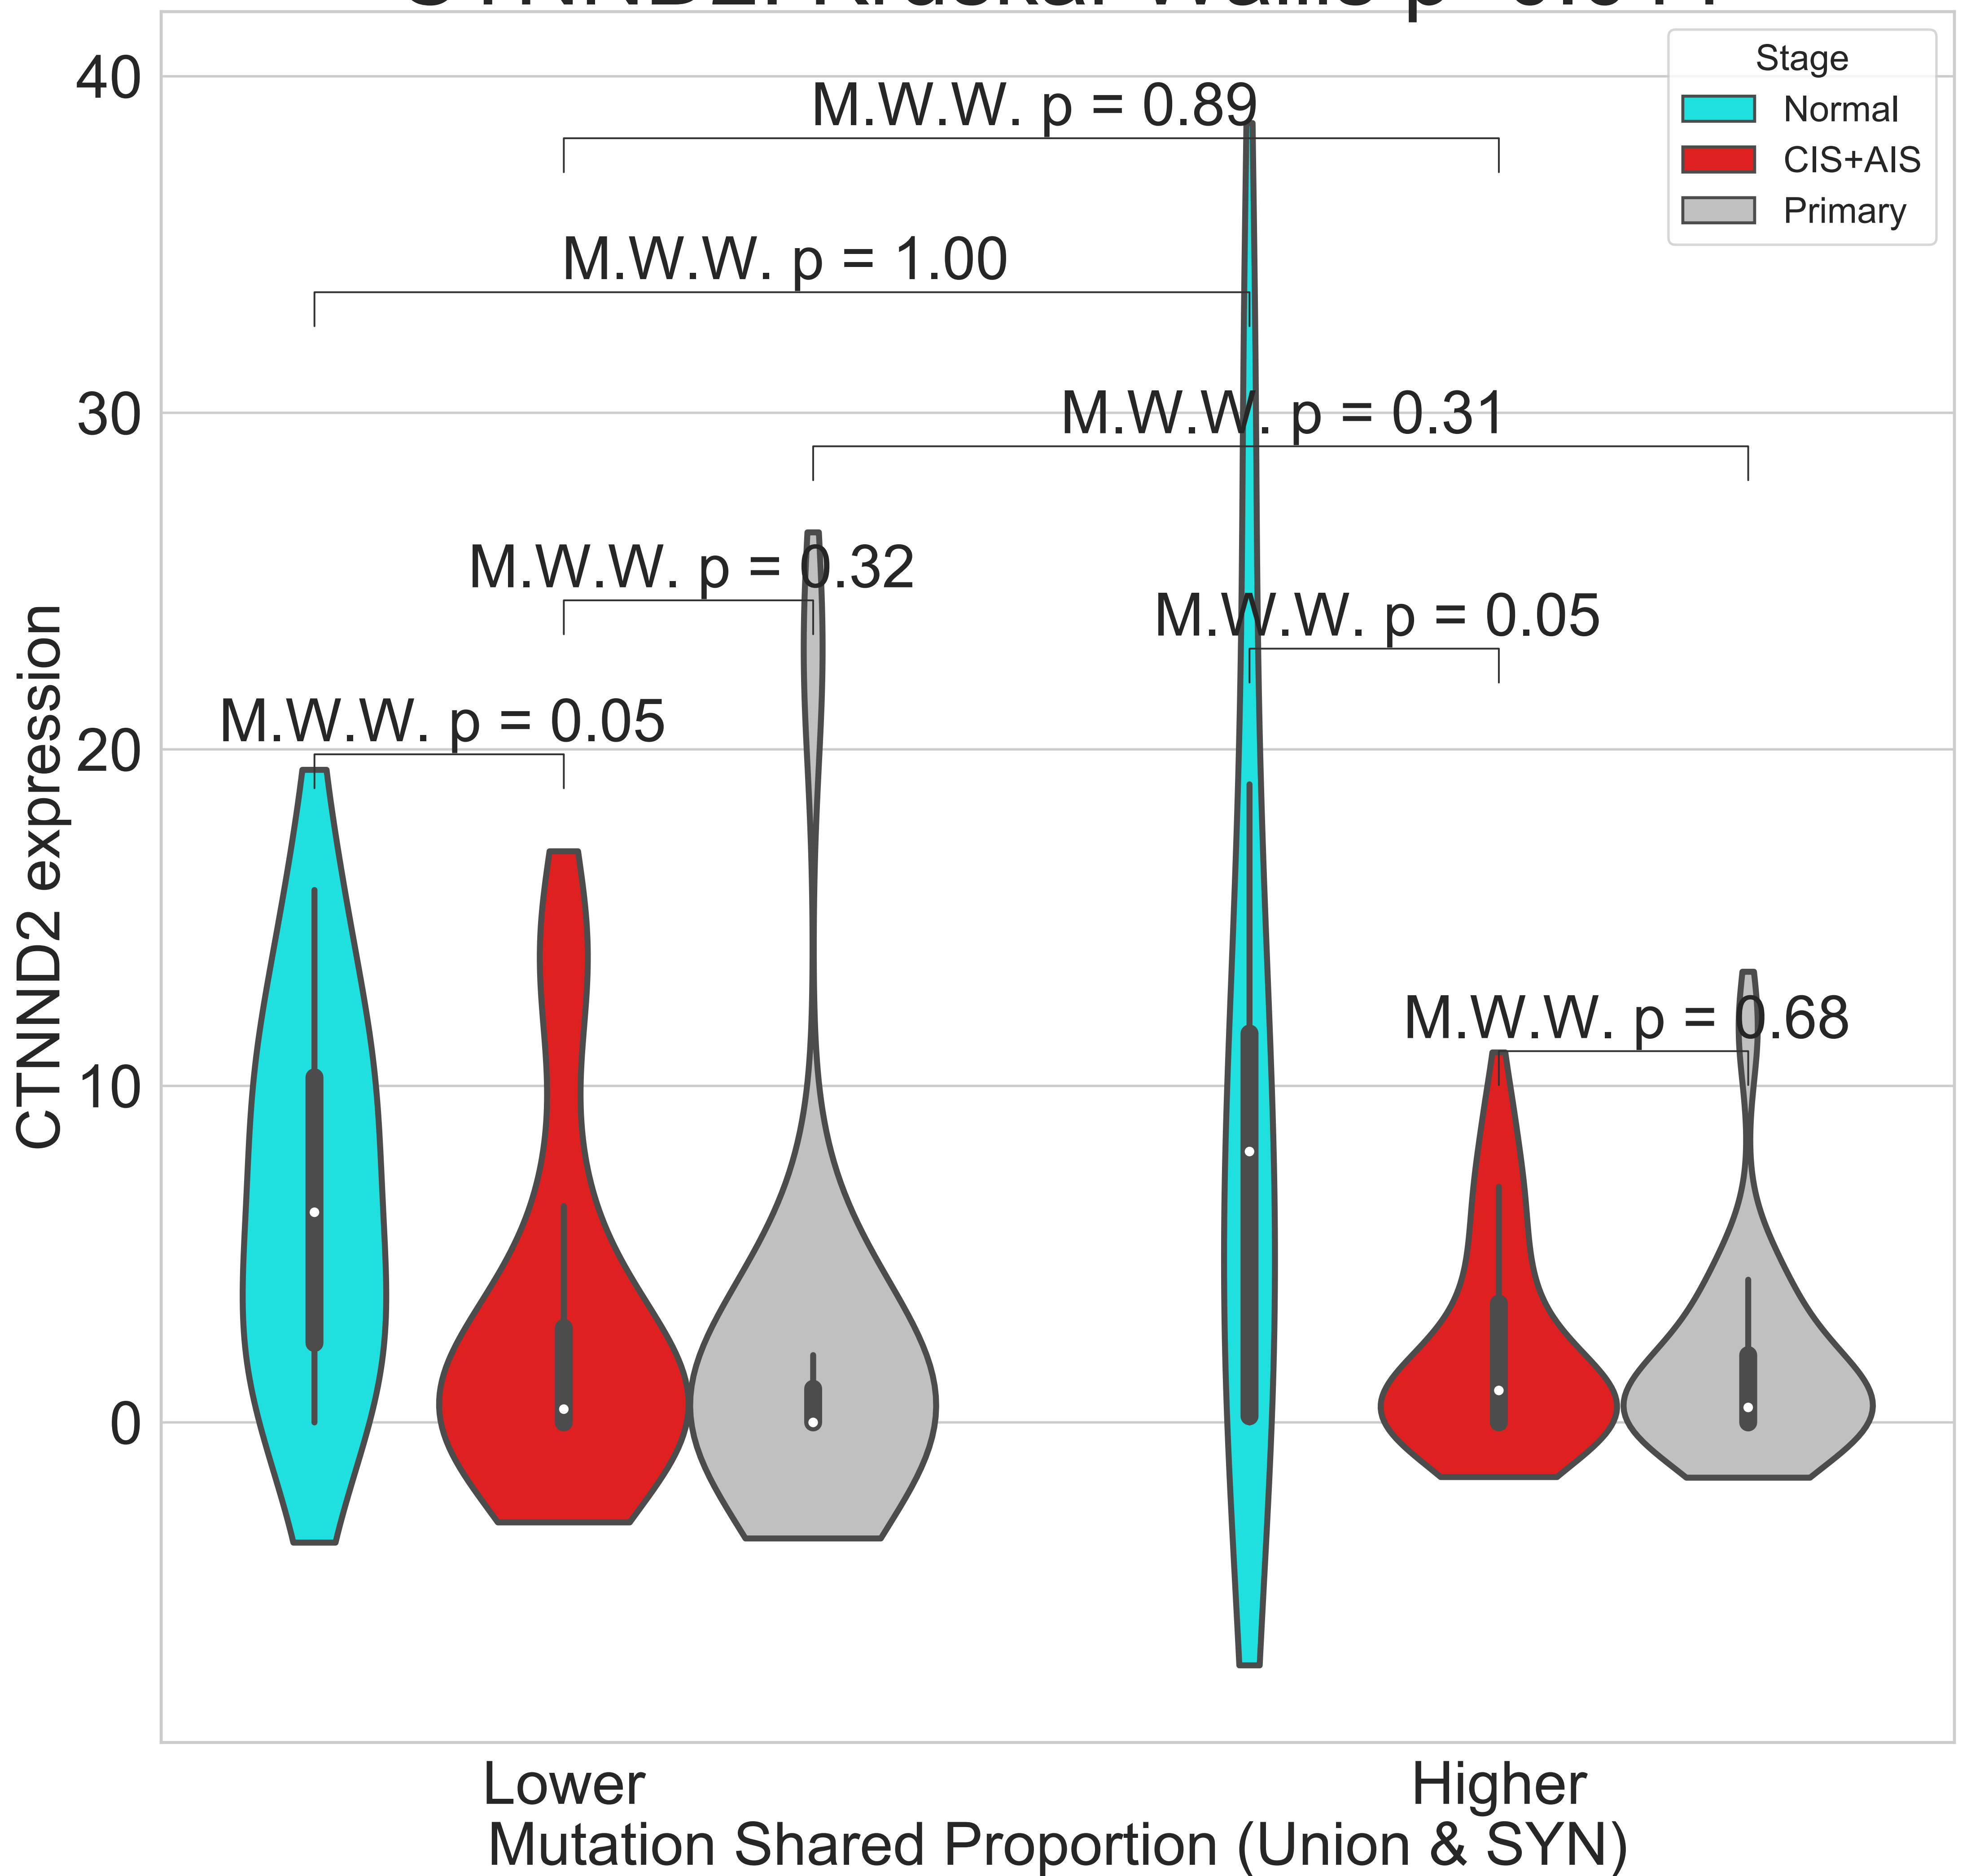 Stage
Normal
CIS+AIS
Primary
40
30
20
10
0
CTNND2 expression
M.W.W. p = 0.89
M.W.W. p = 1.00
M.W.W. p = 0.31
M.W.W. p = 0.32
M.W.W. p = 0.05
M.W.W. p = 0.05
M.W.W. p = 0.68
Lower
Higher
Mutation Shared Proportion (Union & SYN)